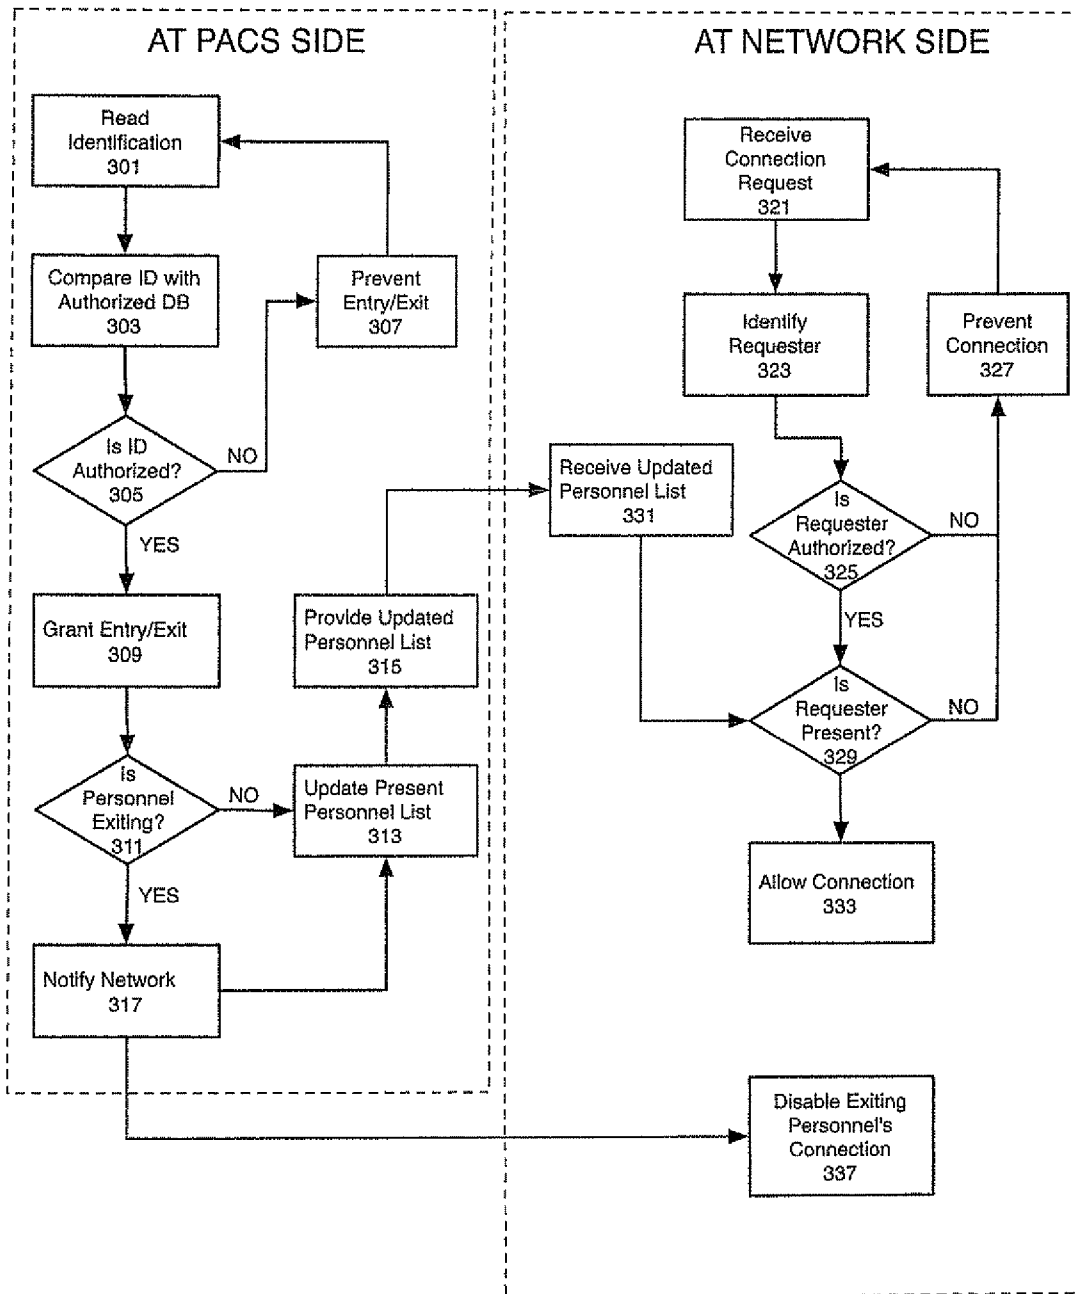 AT PACS SIDE
Read
Identification
301
Compare ID with
Authorized DB
303
Prevent
Entry/Exit
307
Is ID
Authorized?
305
NO
YES
Grant Entry/Exit
309
Provide Updated
Personnel List
315
Is
Personnel
Exiting?
311
NO
Update Present
Personnel List
313
YES
Notify Network
317
AT NETWORK SIDE
Receive
Connection
Request
321
Identify
Requester
323
Prevent
Connection
327
Receive Updated
Personnel List
331
Is
Requester
Authorized?
325
NO
YES
Is
Requester
Present?
329
NO
Allow Connection
333
Disable Exiting
Personnel's
Connection
337